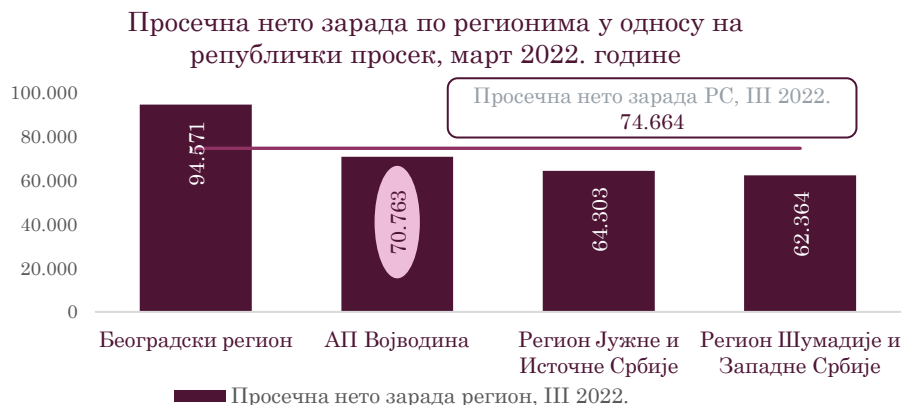 Просечна нето зарада по регионима у односу на
републички просек, март 2022. године
100.000
80.000
60.000
40.000
20.000
0
Просечна нето зарада РС, III 2022.
74.664
94.571
70.763
64.303
62.364
Београдски регион
АП Војводина
Регион Јужне и
Источне Србије
Регион Шумадије и
Западне Србије
Просечна нето зарада регион, III 2022.